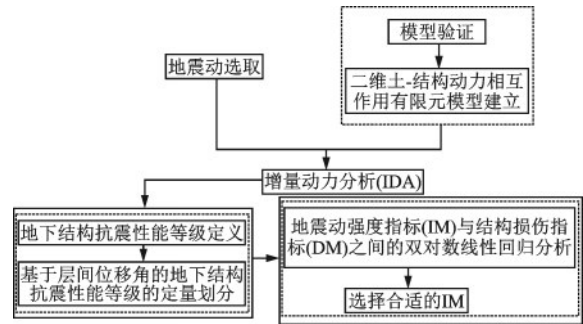 模型验证
地震动选取
二维土-结构动力相互
作用有限元模型建立
增量动力分析(IDA)
地下结构抗震性能等级定义
基于层间位移角的地下结构
抗震性能等级的定量划分
地震动强度指标(IM)与结构损伤
指标(DM)之间的双对数线性回归分析
选择合适的IM